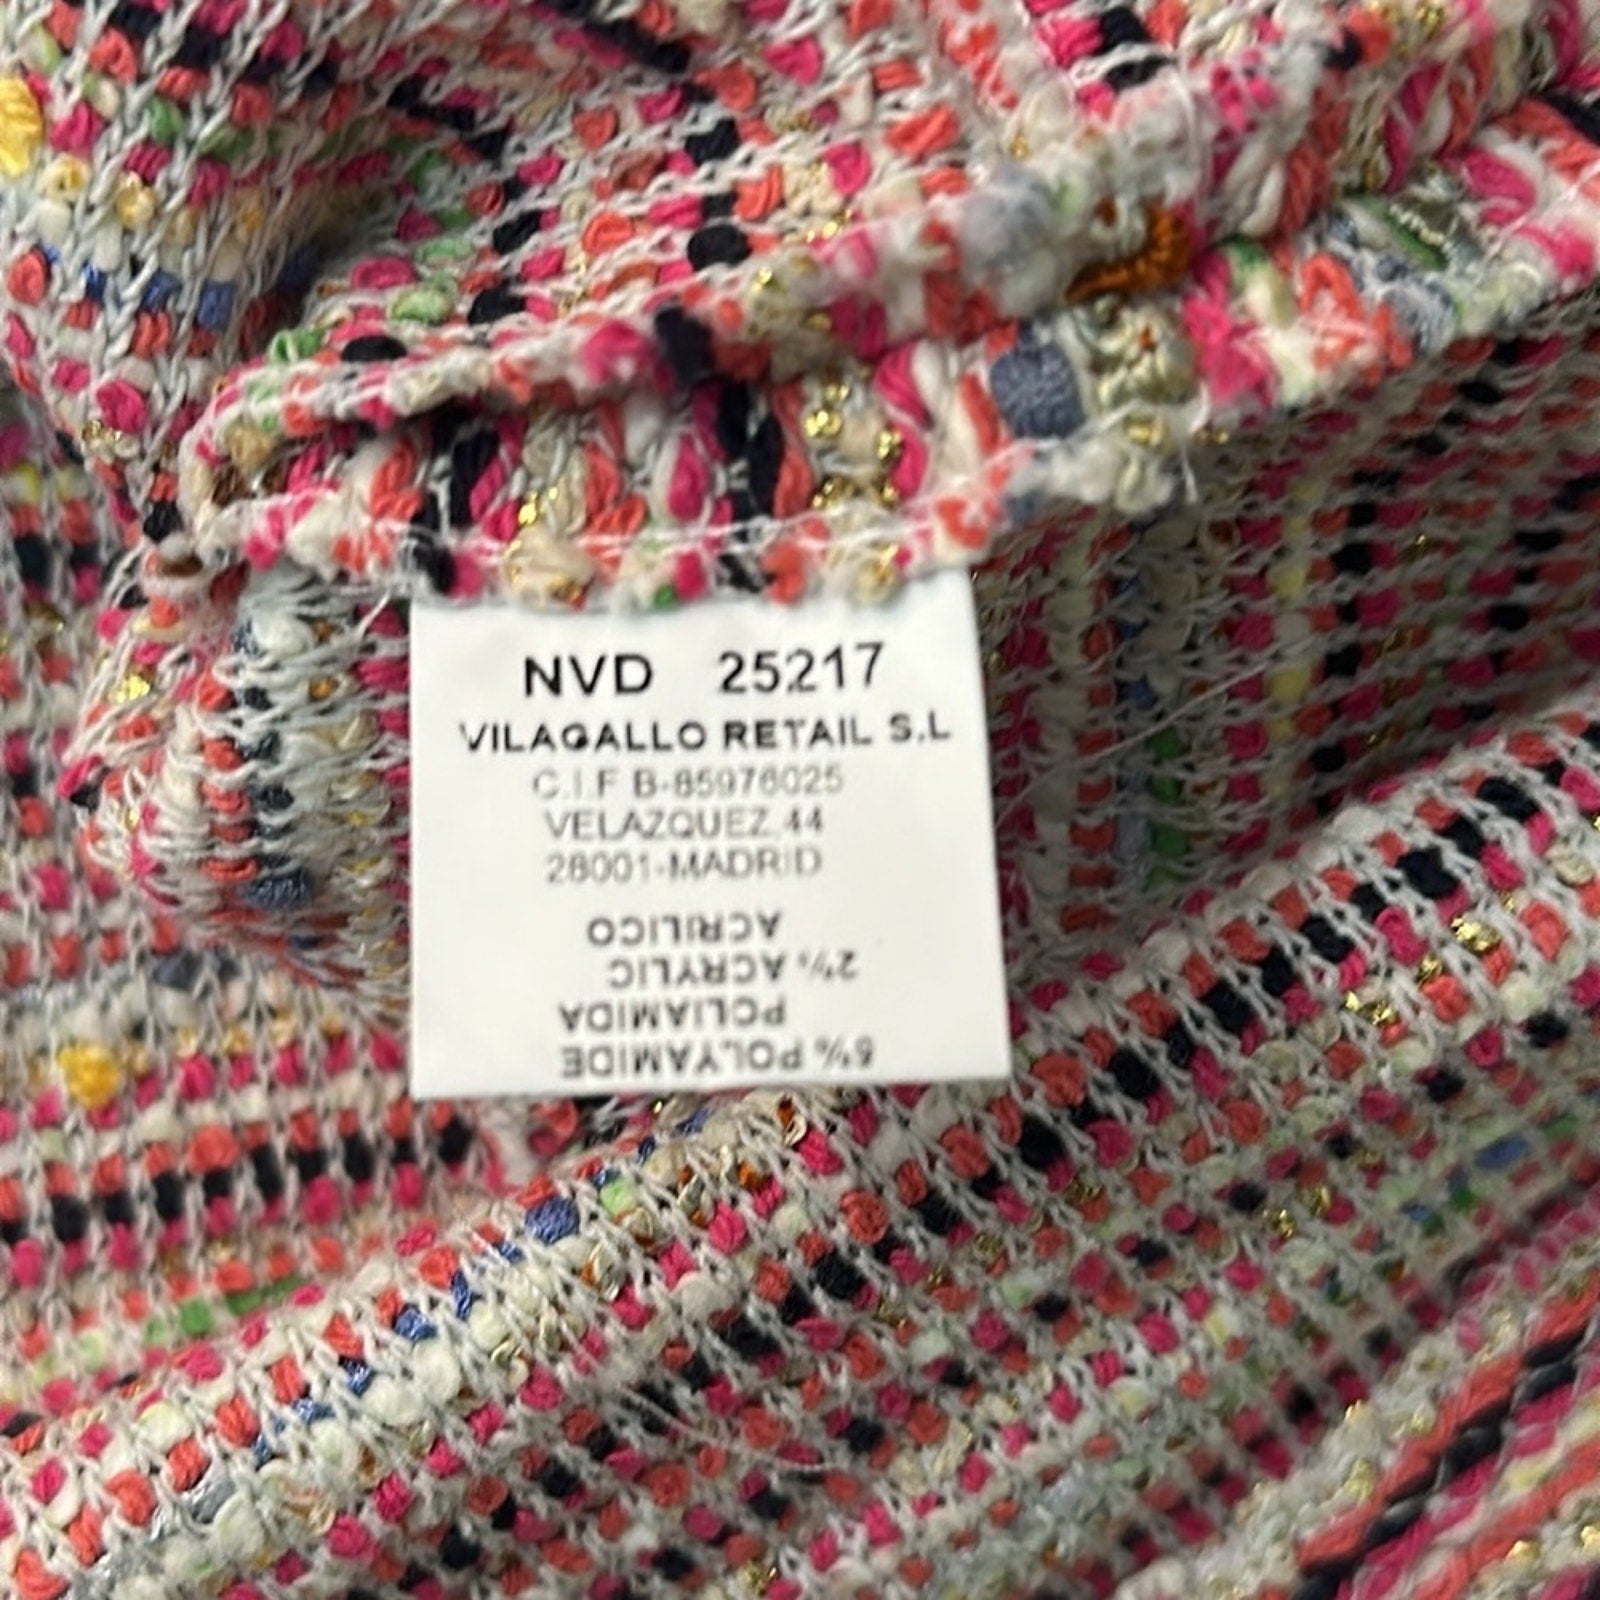 NVD 25217
VILAGALLO RETAIL S.L
C.I.F B-85976025
VELAZQUEZ,44
28001-MADRID
6% POLYAMIDE
POLIAMIDA
2% ACRYLIC
ACRILICO